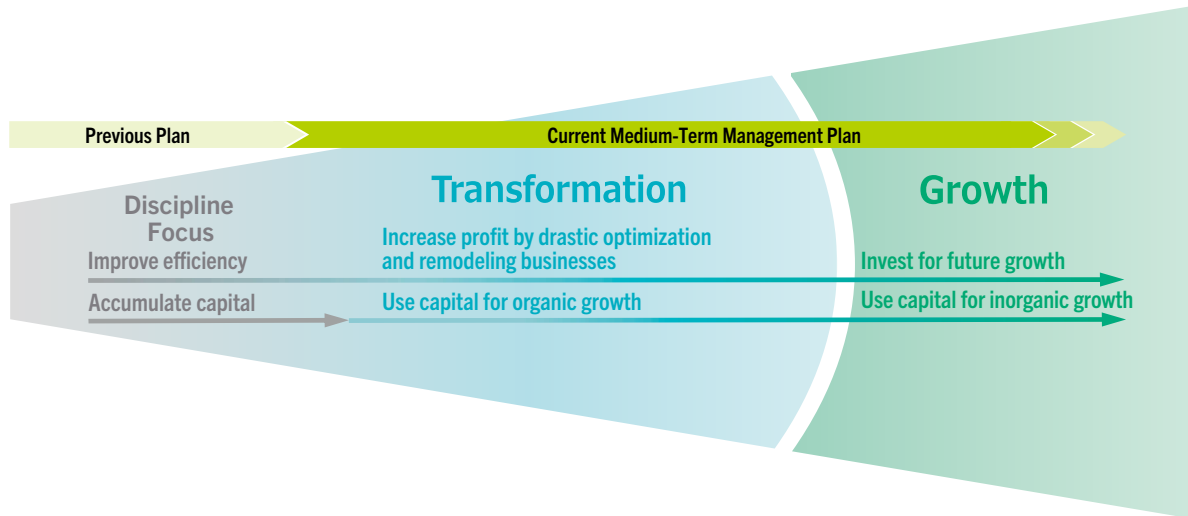 Previous Plan
Current Medium-Term Management Plan
Discipline
Focus
Improve efficiency
Accumulate capital
Transformation
Increase profit by drastic optimization
and remodeling businesses
Use capital for organic growth
Growth
Invest for future growth
Use capital for inorganic growth